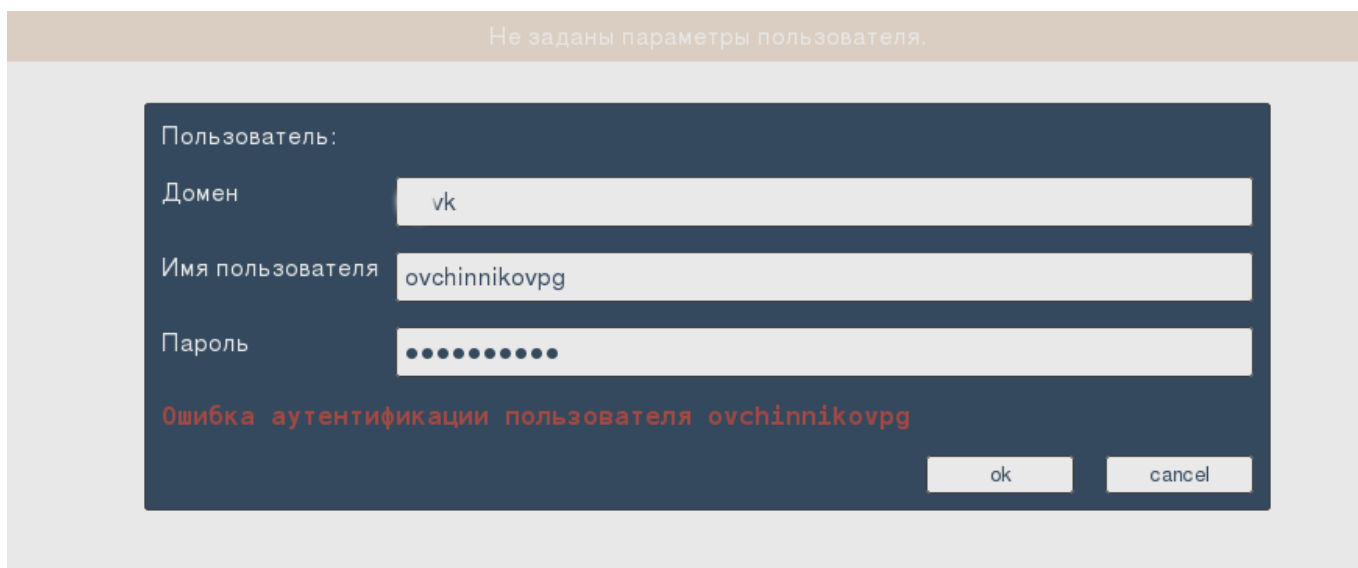 Не заданы параметры пользователя.
Пользователь:
Домен vk
Имя пользователя ovchinnikovpg
Пароль ●●●●●●●●●●
Ошибка аутентификации пользователя ovchinnikovpg
ok cancel